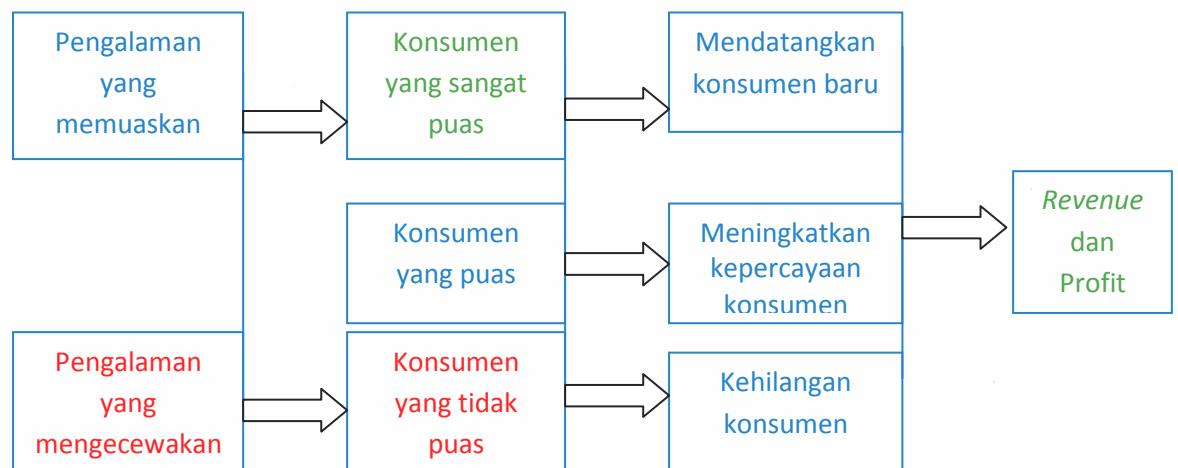 Pengalaman
yang
memuaskan
Konsumen
yang sangat
puas
Mendatangkan
konsumen baru
Konsumen
yang puas
Meningkatkan
kepercayaan
konsumen
Revenue
dan
Profit
Pengalaman
yang
mengecewakan
Konsumen
yang tidak
puas
Kehilangan
konsumen